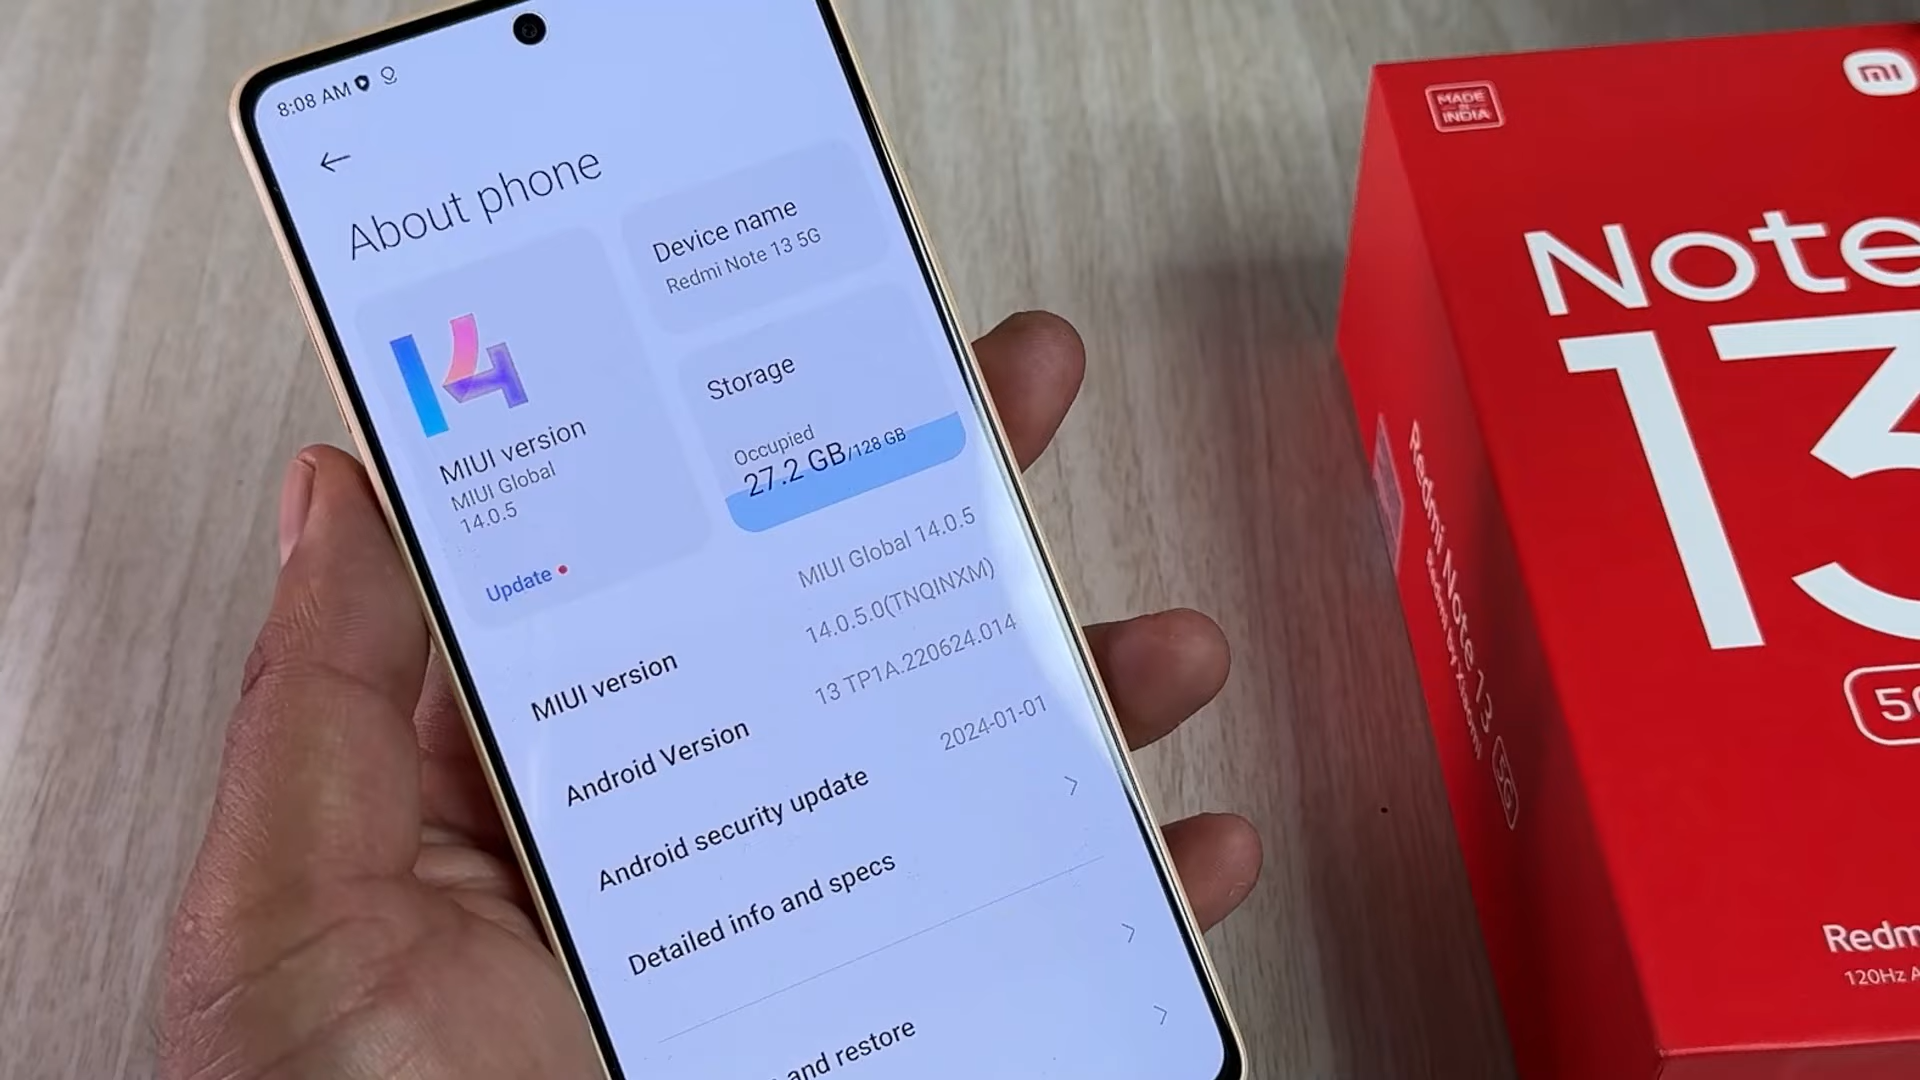 8:08 AM
About phone
Device name
Redmi Note 13 5G
14
MIUI version
MIUI Global
14.0.5
Update
Storage
Occupied
27.2 GB/128 GB
MIUI Global 14.0.5
MIUI version
14.0.5.0(TNQINXM)
Android Version
13 TP1A.220624.014
Android security update
2024-01-01
Detailed info and specs
and restore
MADE
IN
INDIA
mi
Note
13
5G
Redm
120Hz A
Redmi Note 13 5G
Redmi by Xiaomi